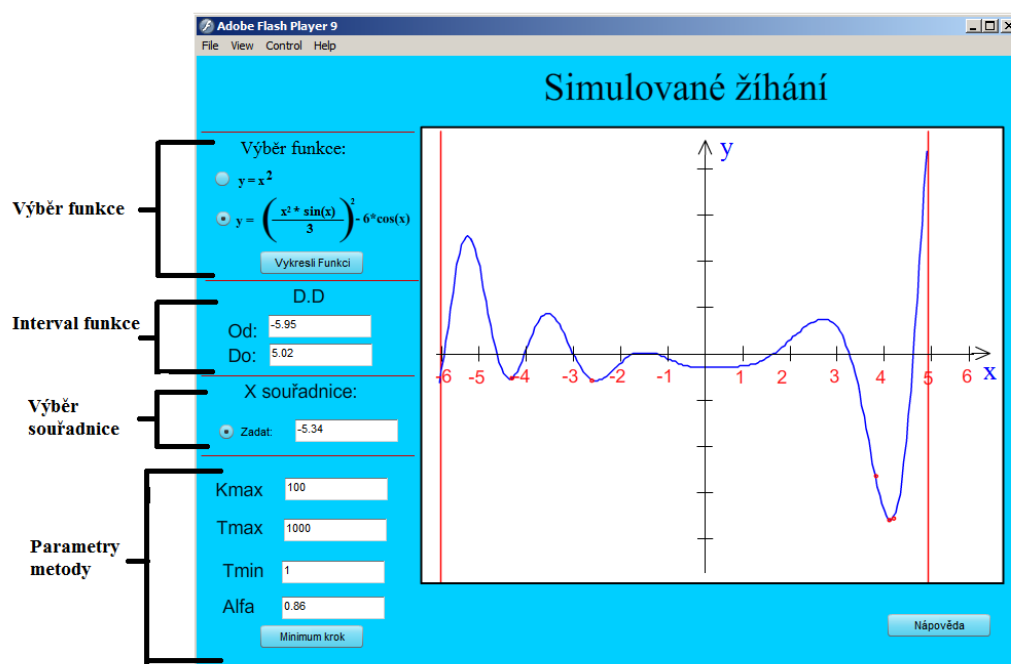 Adobe Flash Player 9
File View Control Help
Simulované žíhání
Výběr funkce
Výběr funkce:
y = x²
y = ( x² * sin(x) / 3 )² - 6*cos(x)
Vykresli Funkci
Interval funkce
D.D
Od: -5.95
Do: 5.02
Výběr
souřadnice
X souřadnice:
Zadat: -5.34
Parametry
metody
Kmax 100
Tmax 1000
Tmin 1
Alfa 0.86
Minimum krok
y
-6 -5 -4 -3 -2 -1 1 2 3 4 5 6 x
Nápověda